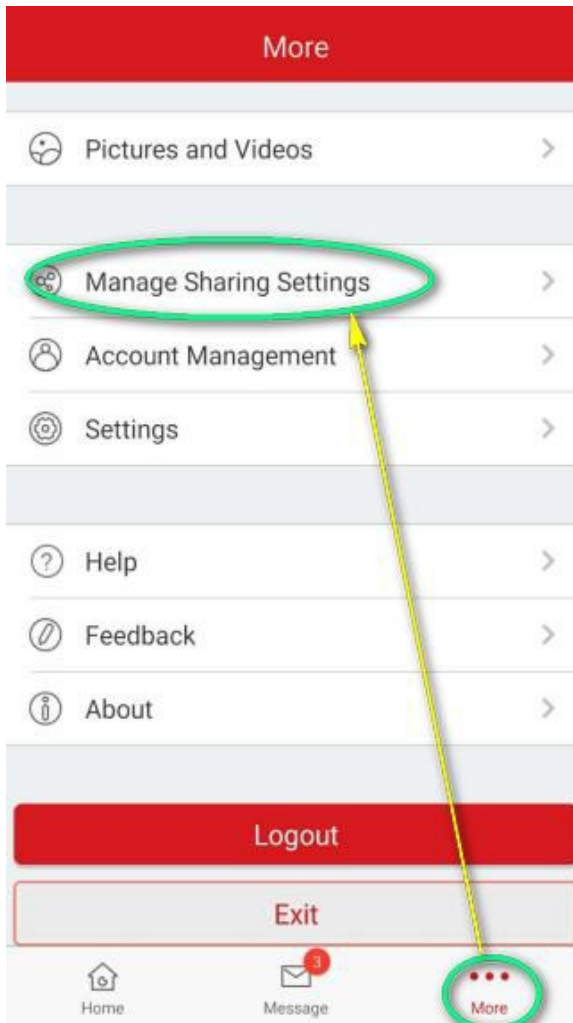 More
Pictures and Videos
Manage Sharing Settings
Account Management
Settings
Help
Feedback
About
Logout
Exit
3
Home
Message
More